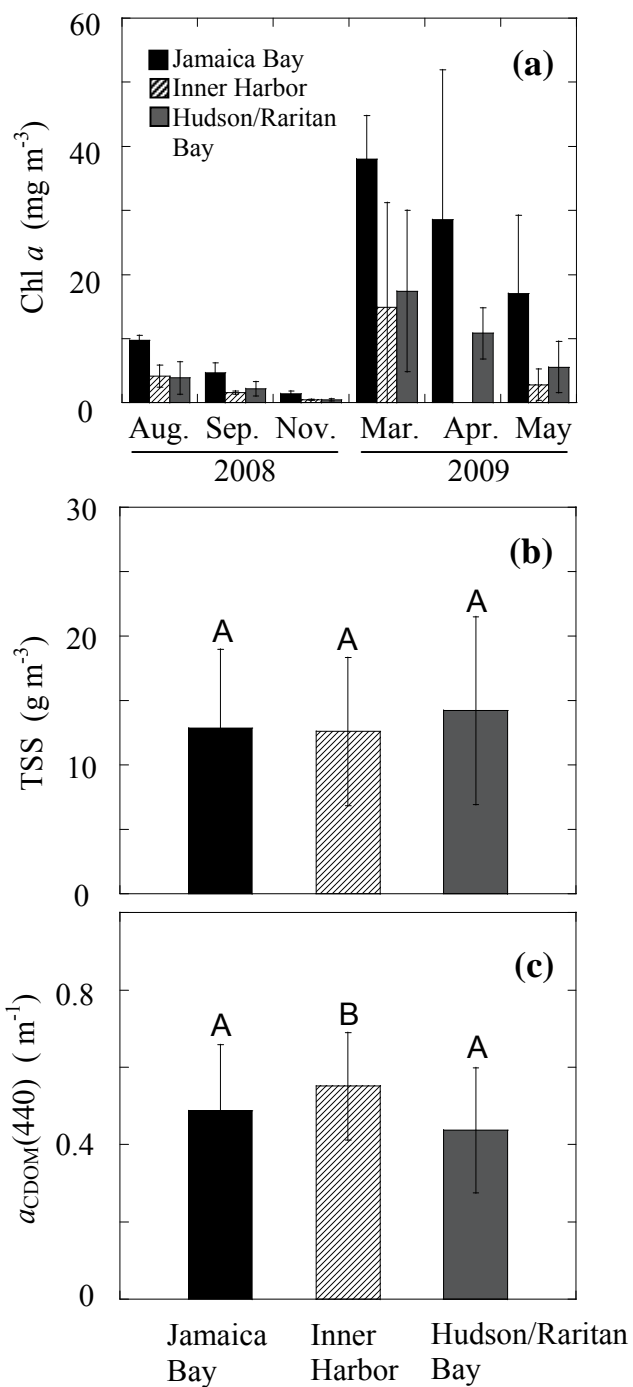 60
(a)
Jamaica Bay
Inner Harbor
Hudson/Raritan
Bay
40
Chl a (mg m-3)
20
0
Aug. Sep. Nov. Mar. Apr. May
2008 2009
30
(b)
A A A
20
TSS (g m-3)
10
0
(c)
0.8
A B A
aCDOM(440) ( m-1)
0.4
0
Jamaica Inner Hudson/Raritan
Bay Harbor Bay